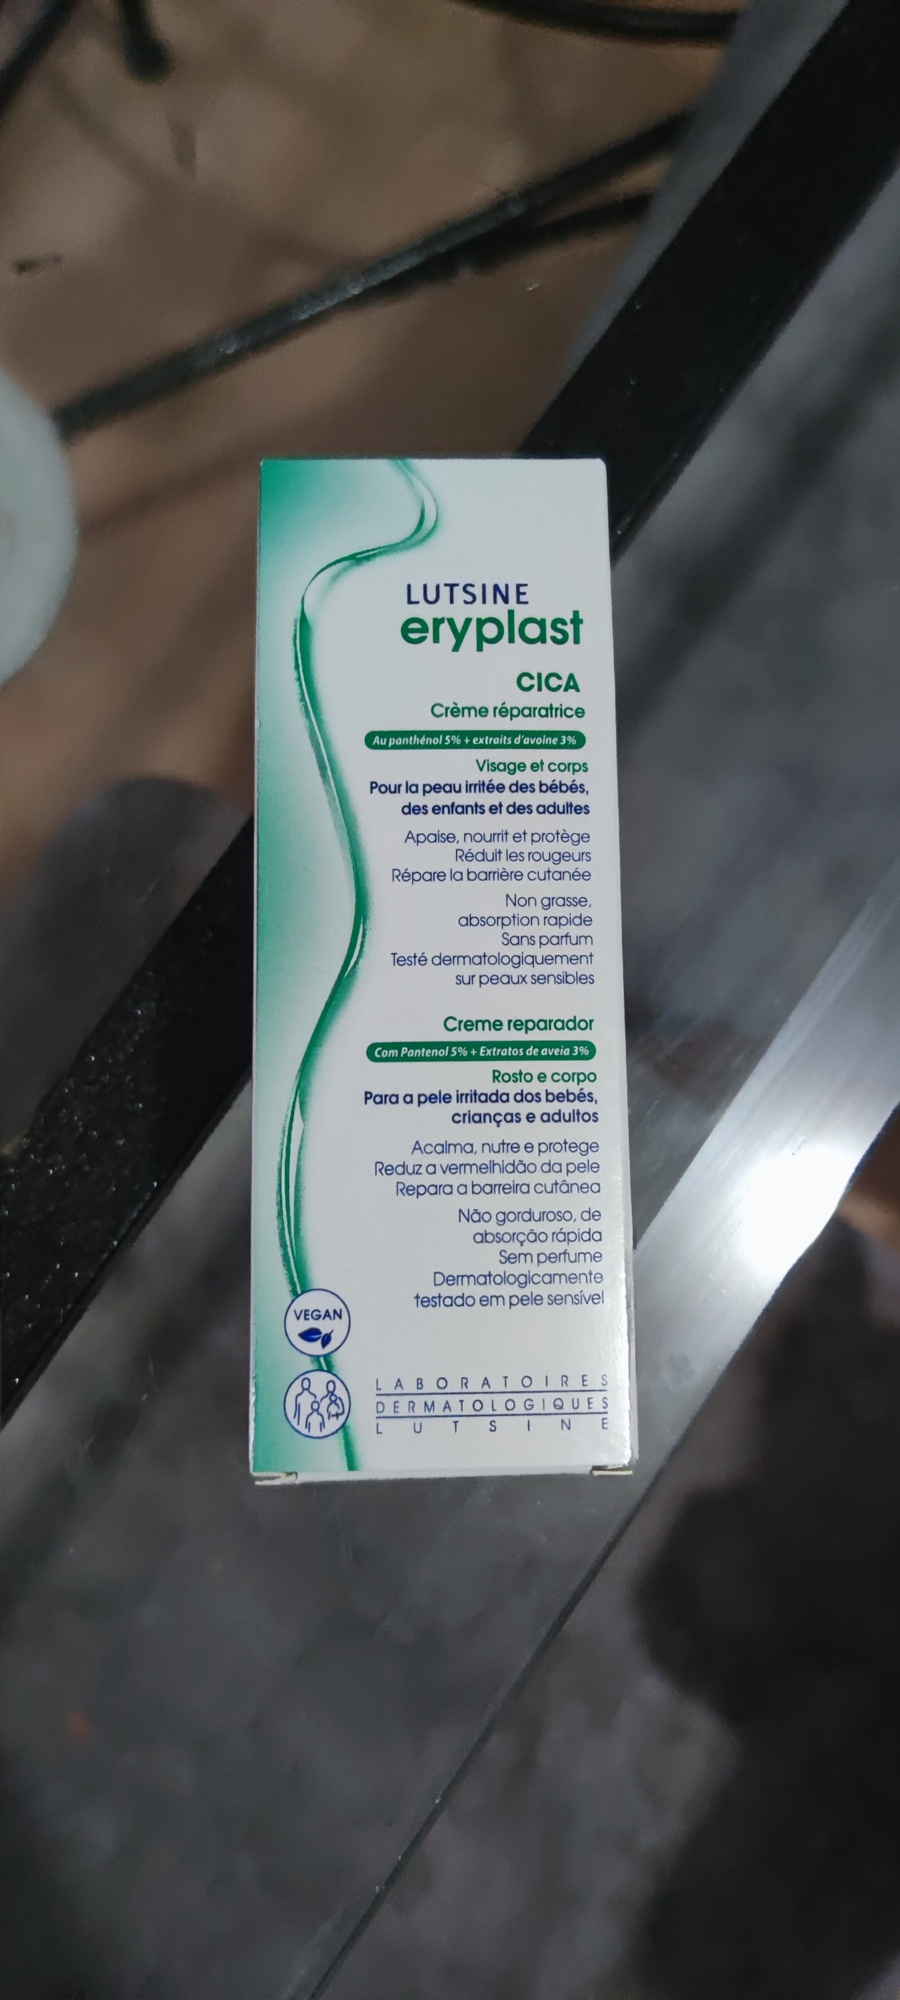 LUTSINE
eryplast
CICA
Crème réparatrice
Au panthénol 5% + extraits d'avoine 3%
Visage et corps
Pour la peau irritée des bébés,
des enfants et des adultes
Apaise, nourrit et protège
Réduit les rougeurs
Répare la barrière cutanée
Non grasse,
absorption rapide
Sans parfum
Testé dermatologiquement
sur peaux sensibles
Creme reparador
Com Pantenol 5% + Extratos de aveia 3%
Rosto e corpo
Para a pele irritada dos bebés,
crianças e adultos
Acalma, nutre e protege
Reduz a vermelhidão da pele
Repara a barreira cutânea
Não gorduroso, de
absorção rápida
Sem perfume
Dermatologicamente
testado em pele sensível
VEGAN
LABORATOIRES
DERMATOLOGIQUES
LUTSINE